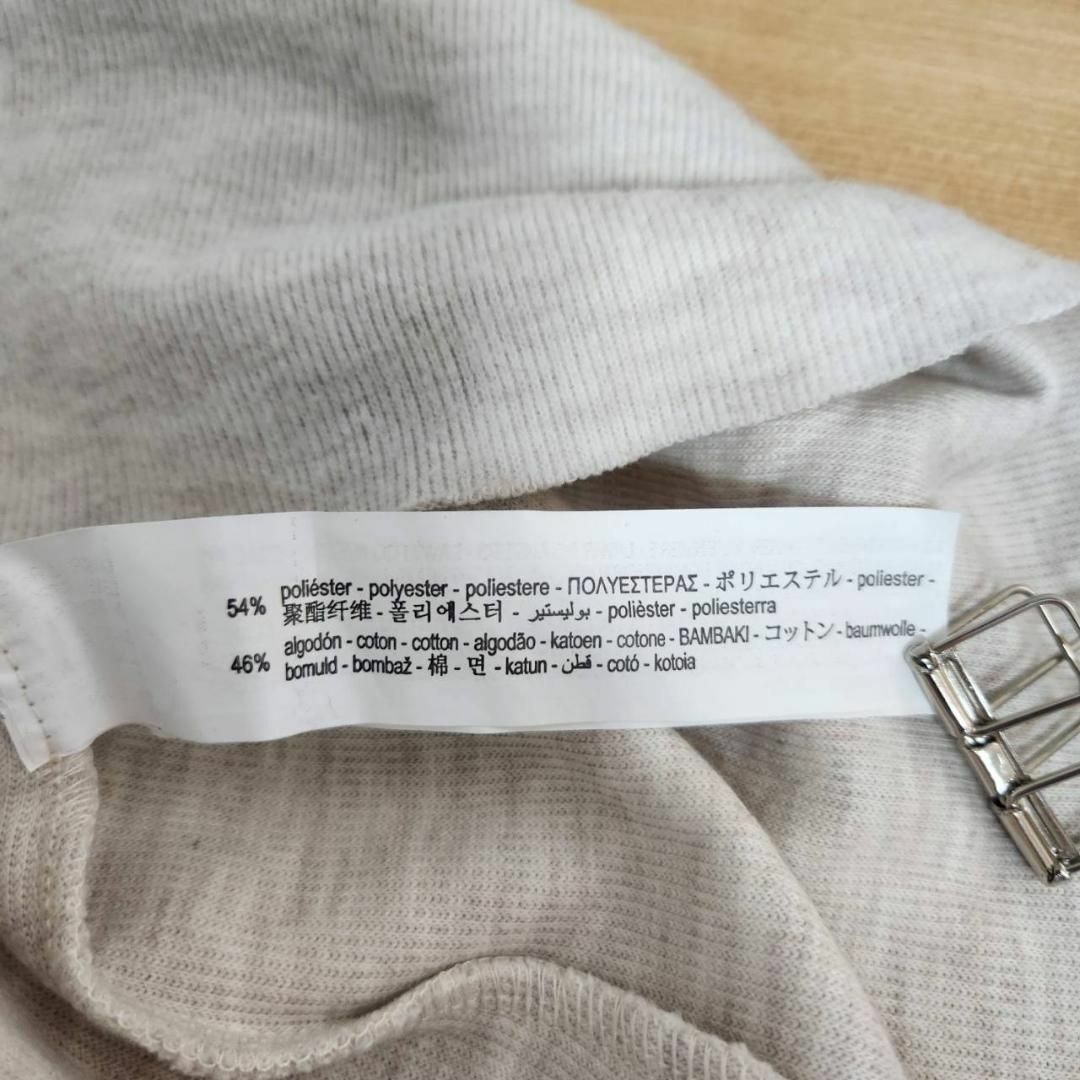 54% poliéster - polyester - poliestere - ΠΟΛΥΕΣΤΕΡΑΣ - ポリエステル - poliester -
聚酯纤维 - 폴리에스터 - بوليستير - polièster - poliesterra
46% algodón - coton - cotton - algodão - katoen - cotone - BAMBAKI - コットン - baumwolle -
bomuld - bombaž - 棉 - 면 - katun - قطن - cotó - kotoia